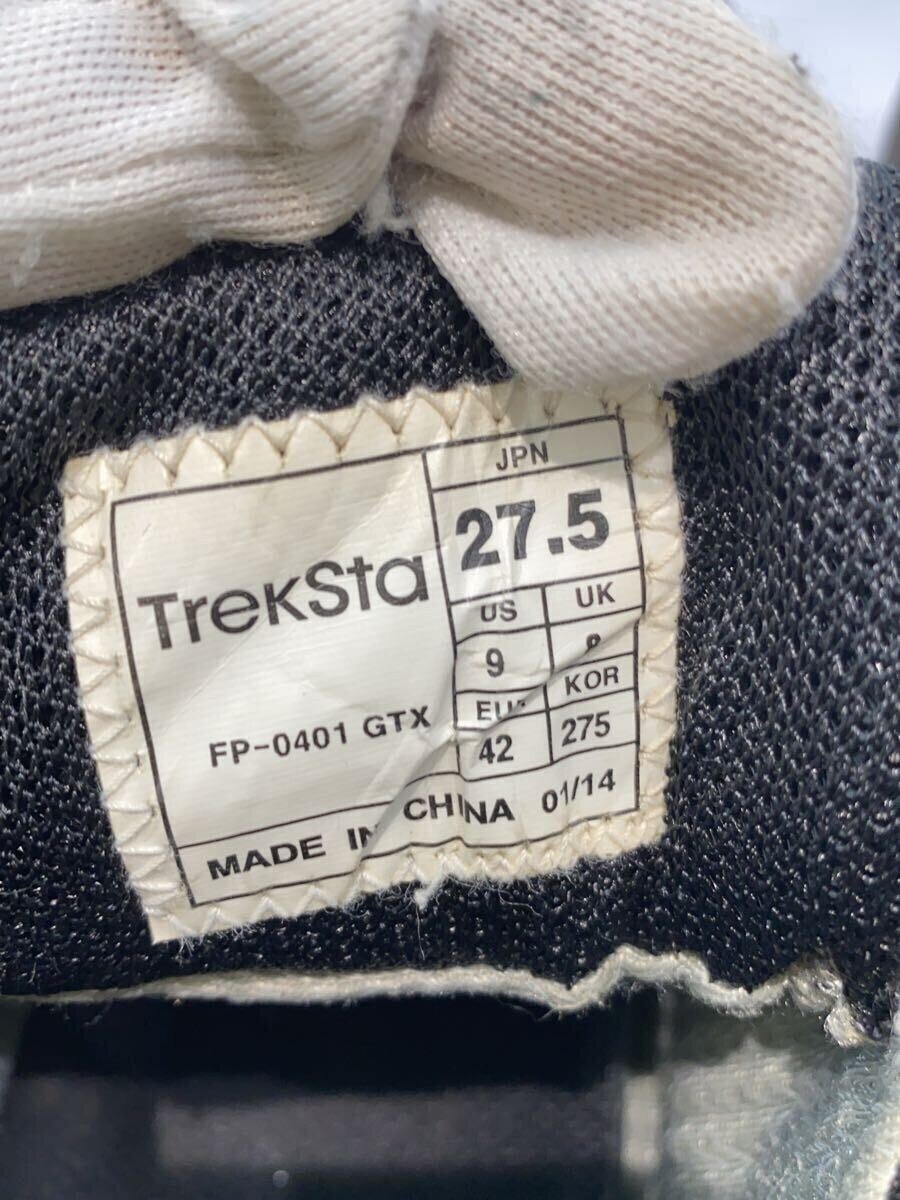 TrekSta
FP-0401 GTX
JPN
27.5
US UK
9
KOR
42 275
MADE IN CHINA 01/14